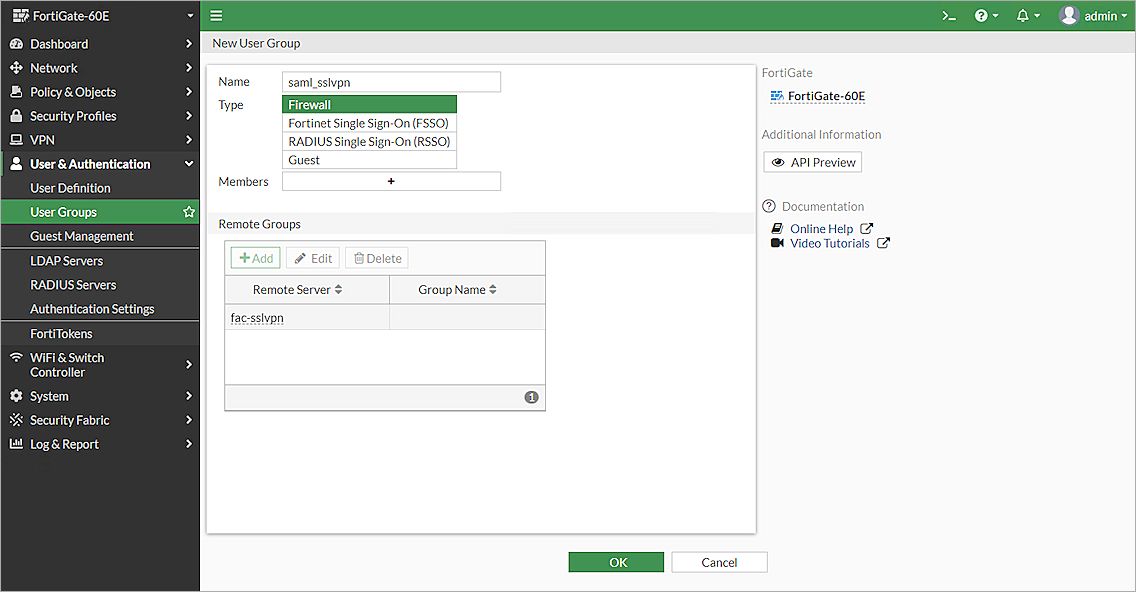 FortiGate-60E
admin
Dashboard
Network
Policy & Objects
Security Profiles
VPN
User & Authentication
User Definition
User Groups
Guest Management
LDAP Servers
RADIUS Servers
Authentication Settings
FortiTokens
WiFi & Switch
Controller
System
Security Fabric
Log & Report
New User Group
Name
saml_sslvpn
Type
Firewall
Fortinet Single Sign-On (FSSO)
RADIUS Single Sign-On (RSSO)
Guest
Members
+
Remote Groups
+ Add Edit Delete
Remote Server Group Name
fac-sslvpn
1
OK Cancel
FortiGate
FortiGate-60E
Additional Information
API Preview
Documentation
Online Help
Video Tutorials